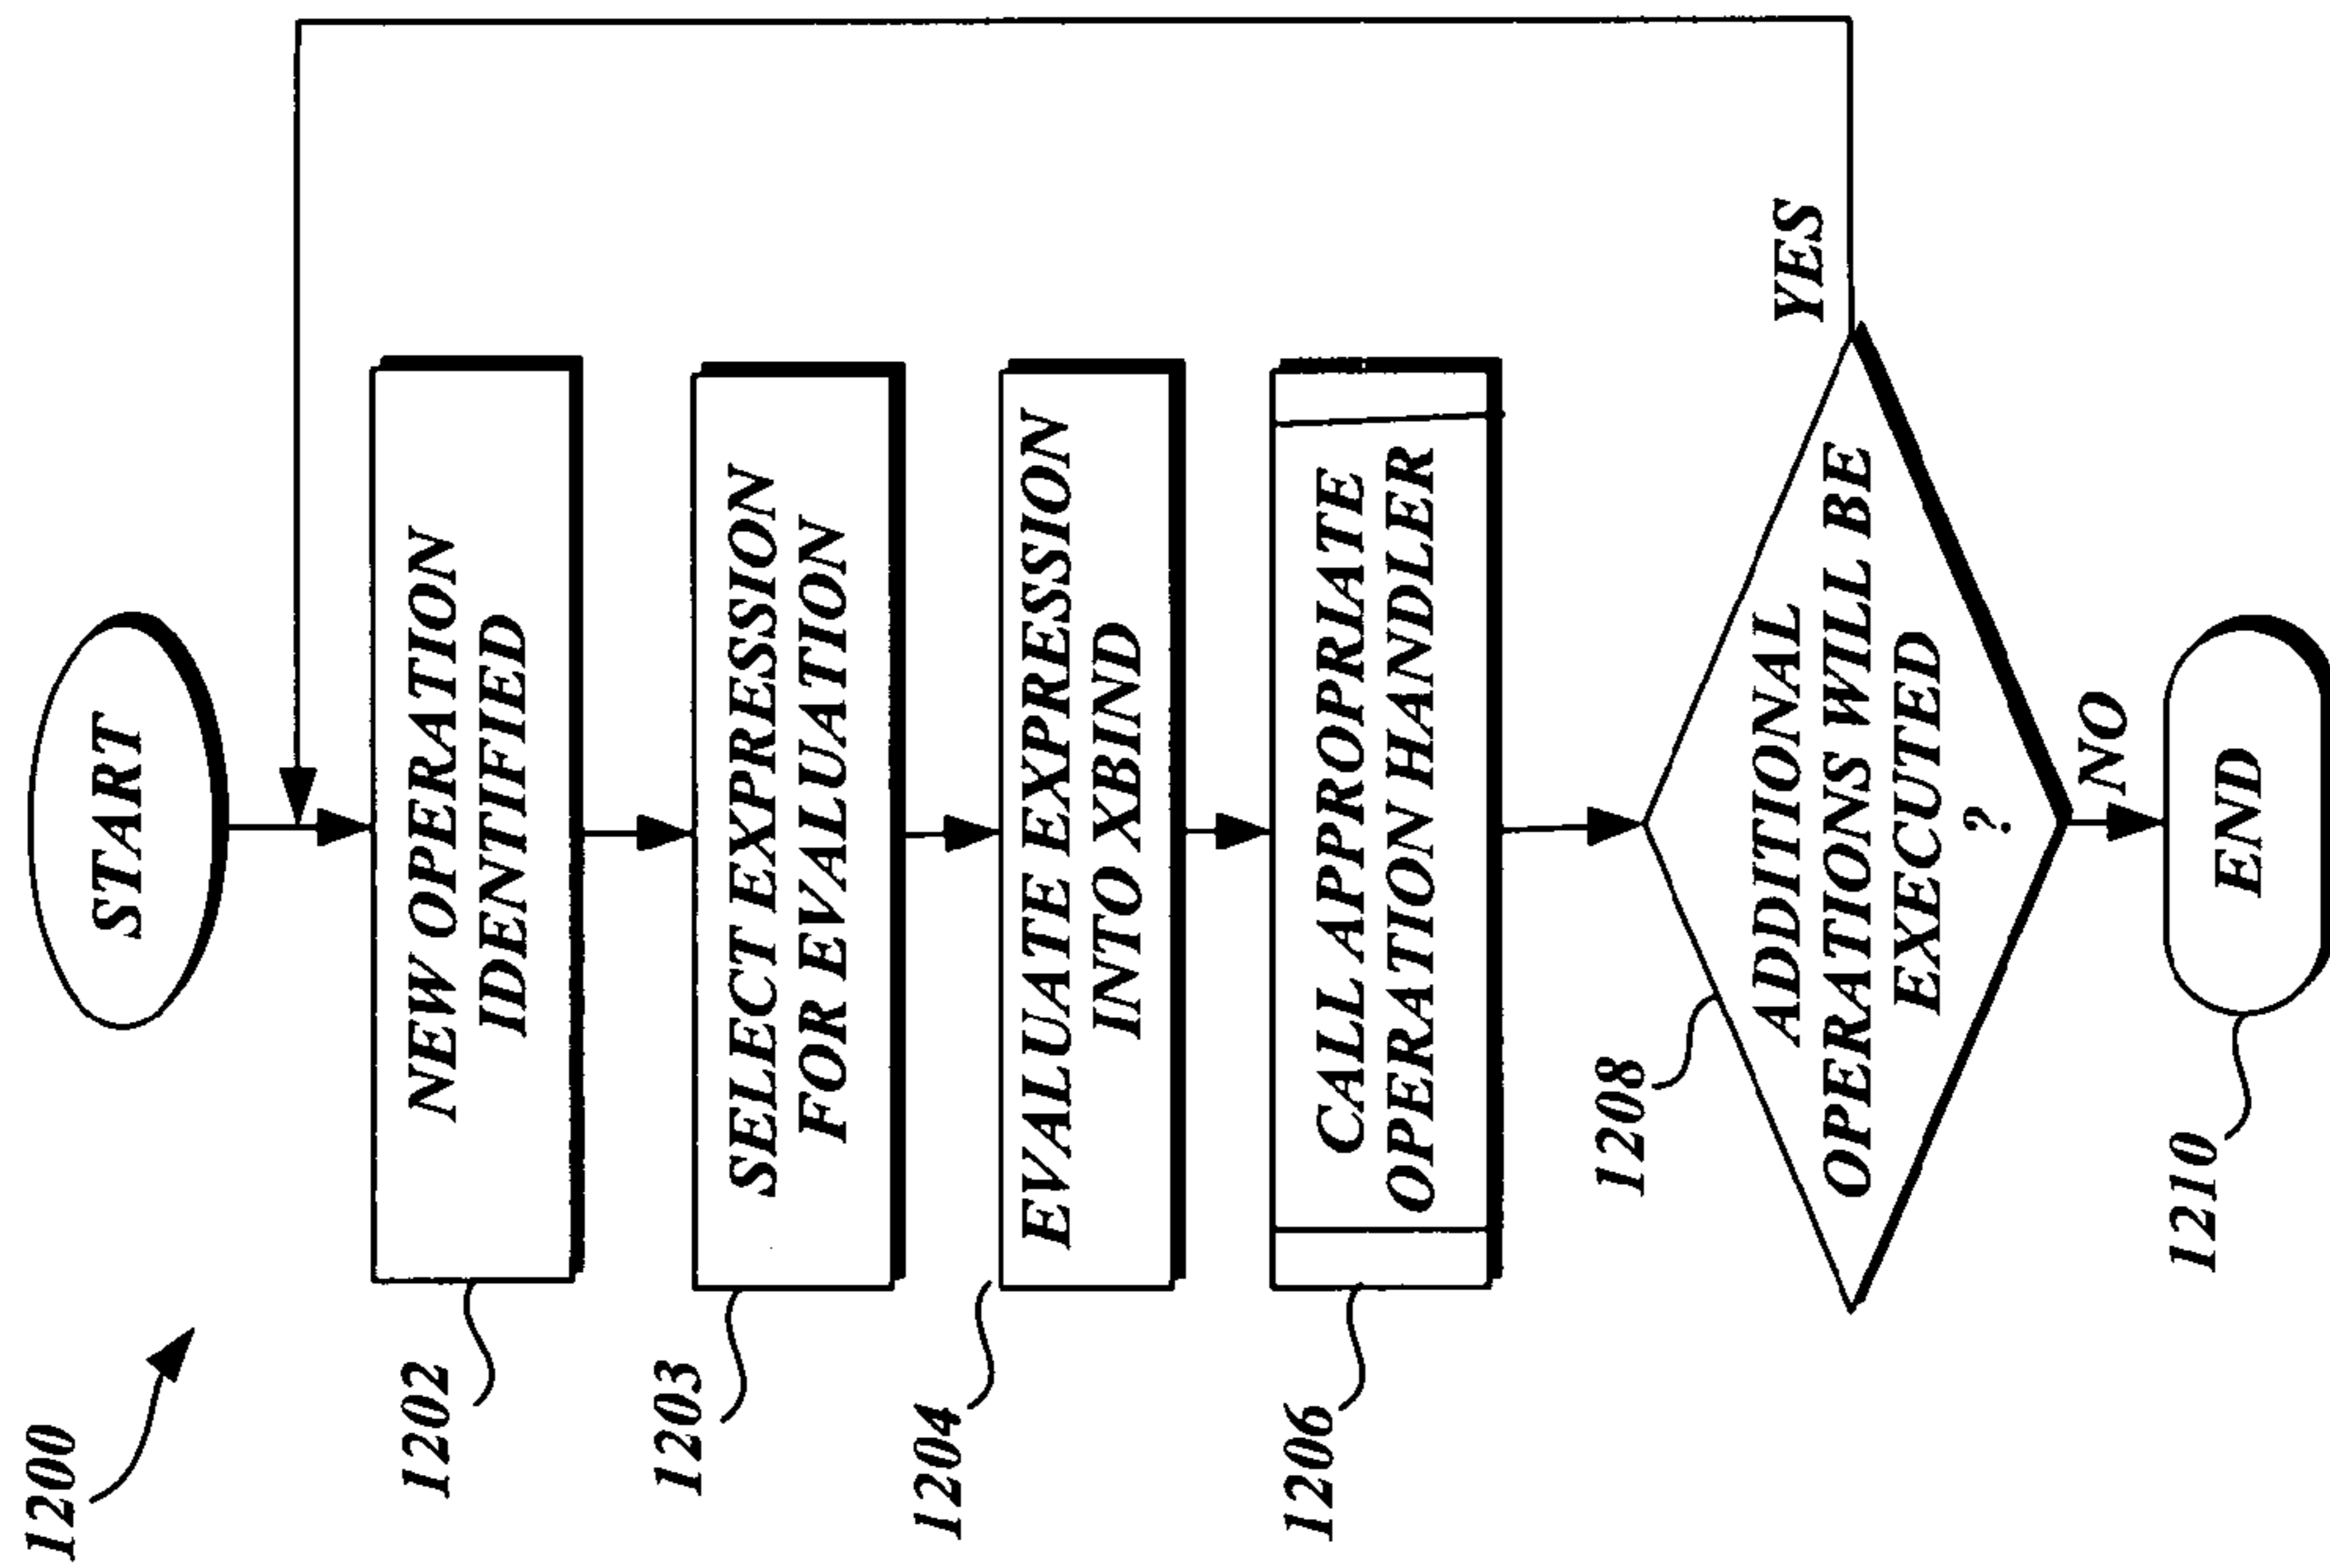 1200
START
1202
NEW OPERATION
IDENTIFIED
1203
SELECT EXPRESSION
FOR EVALUATION
1204
EVALUATE EXPRESSION
INTO XBIND
1206
CALL APPROPRIATE
OPERATION HANDLER
1208
ADDITIONAL
OPERATIONS WILL BE
EXECUTED
?
YES
NO
1210
END